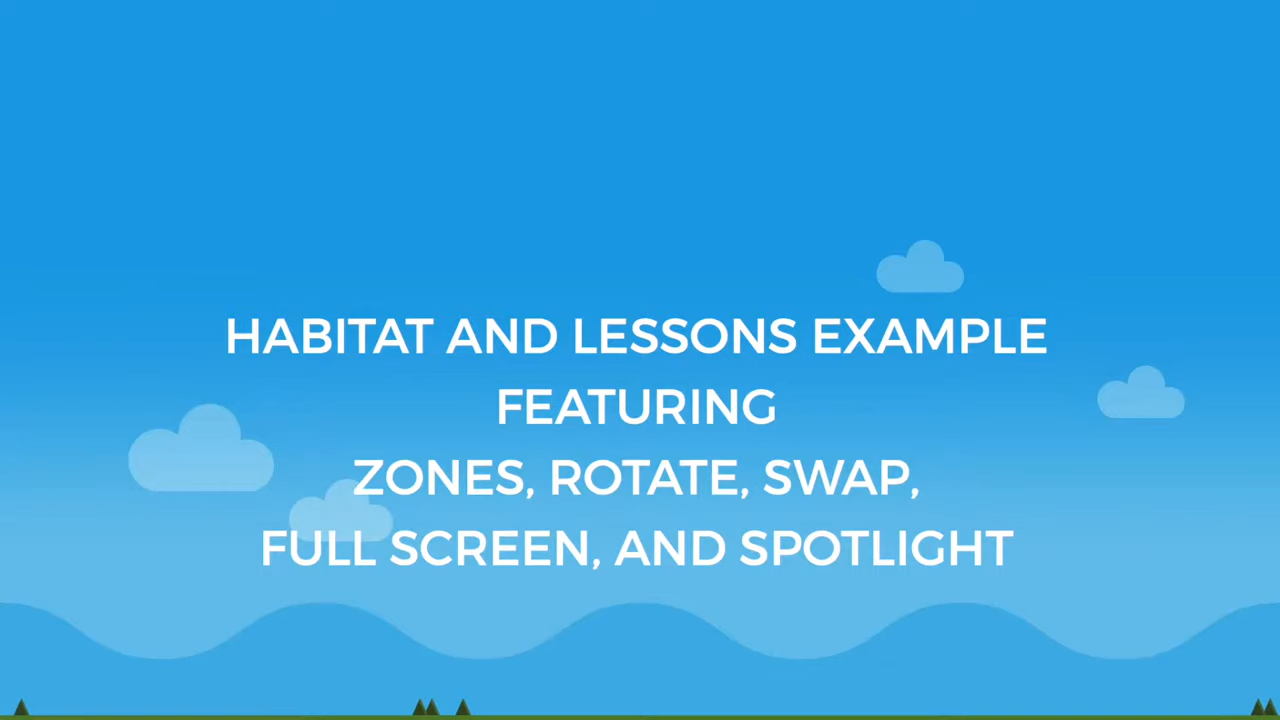 HABITAT AND LESSONS EXAMPLE
FEATURING
ZONES, ROTATE, SWAP,
FULL SCREEN, AND SPOTLIGHT